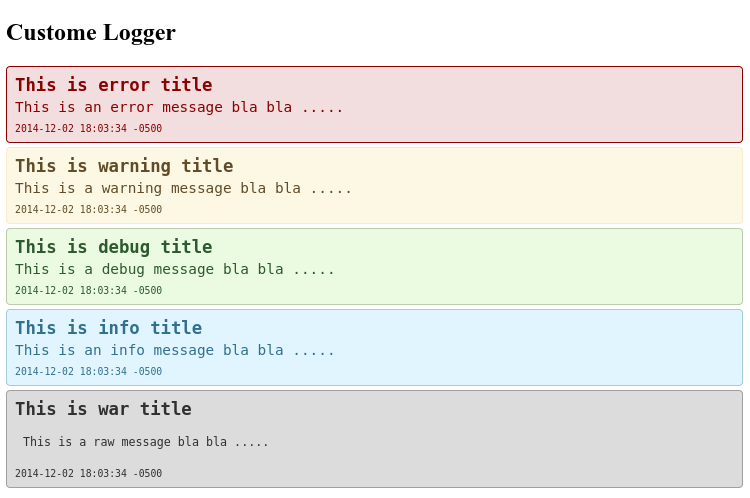 Custome Logger
This is error title
This is an error message bla bla .....
2014-12-02 18:03:34 -0500
This is warning title
This is a warning message bla bla .....
2014-12-02 18:03:34 -0500
This is debug title
This is a debug message bla bla .....
2014-12-02 18:03:34 -0500
This is info title
This is an info message bla bla .....
2014-12-02 18:03:34 -0500
This is war title
This is a raw message bla bla .....
2014-12-02 18:03:34 -0500